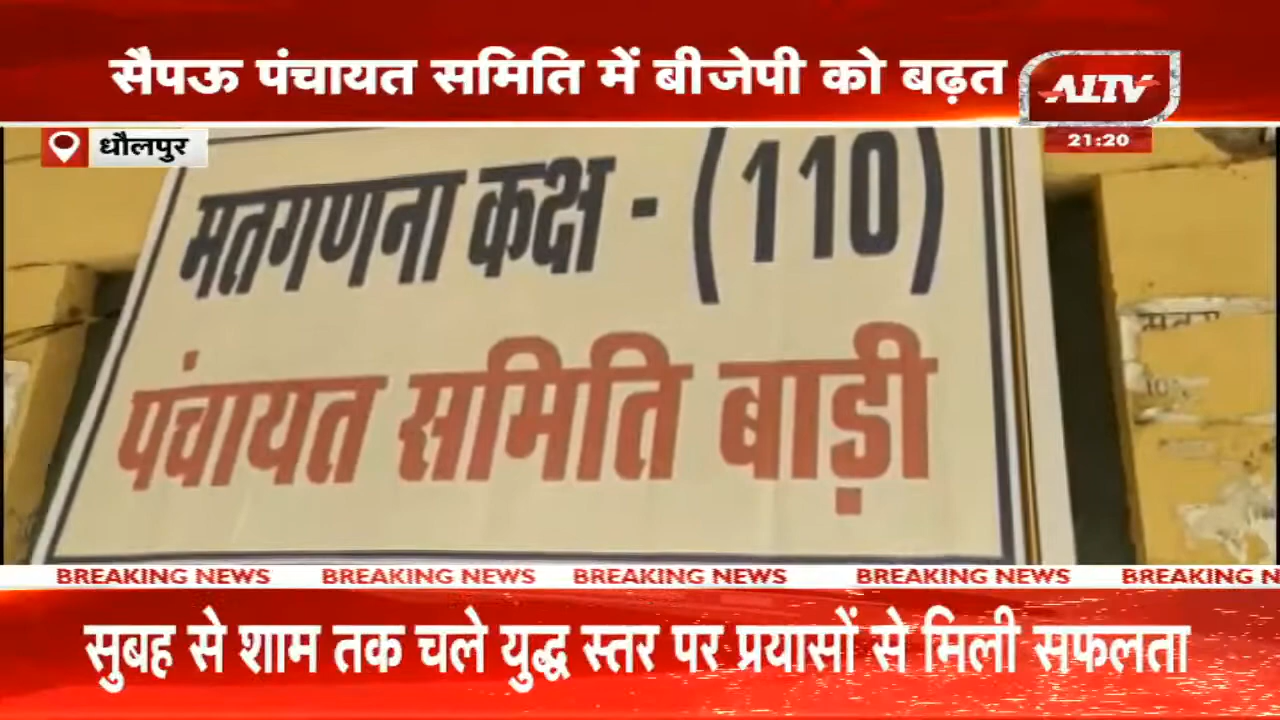 सैपऊ पंचायत समिति में बीजेपी को बढ़त
ALTV
21:20
धौलपुर
मतगणना कक्ष - (110)
पंचायत समिति बाड़ी
BREAKING NEWS BREAKING NEWS BREAKING NEWS BREAKING NEWS BREAKING N
सुबह से शाम तक चले युद्ध स्तर पर प्रयासों से मिली सफलता